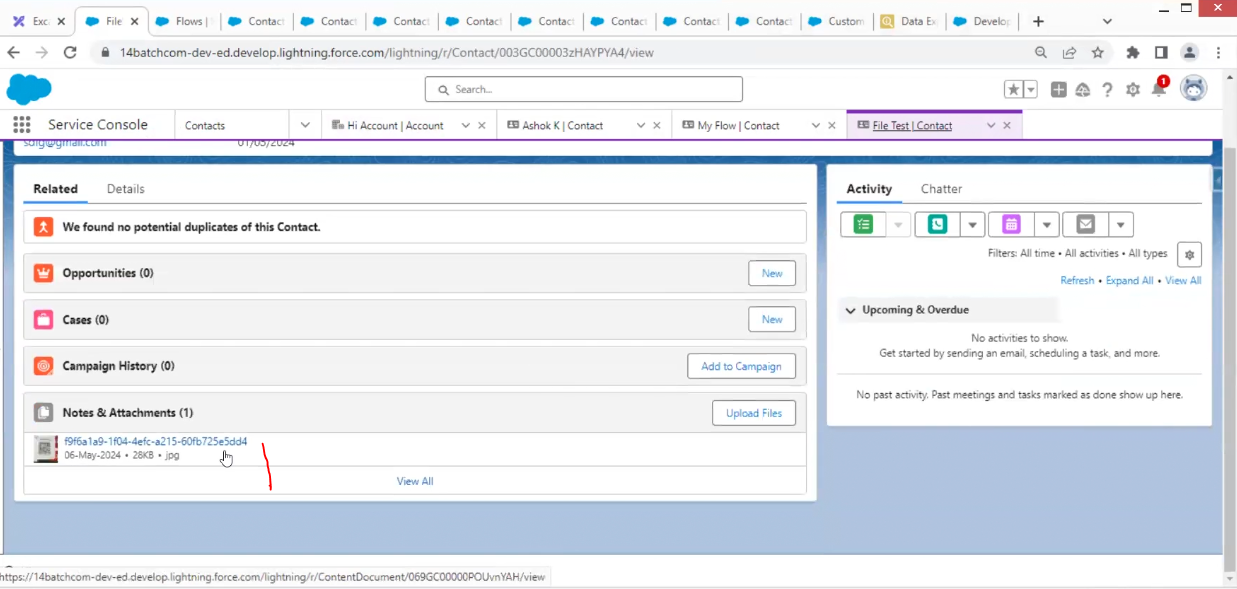 Exc
File
Flows |
Contact
Contact
Contact
Contact
Contact
Contact
Contact
Contact
Custom
Data Ex
Develop
14batchcom-dev-ed.develop.lightning.force.com/lightning/r/Contact/003GC00003zHAYPYA4/view
Search...
1
Service Console
Contacts
Hi Account | Account
Ashok K | Contact
My Flow | Contact
File Test | Contact
01/05/2024
Related
Details
We found no potential duplicates of this Contact.
Opportunities (0)
New
Cases (0)
New
Campaign History (0)
Add to Campaign
Notes & Attachments (1)
Upload Files
f9f6a1a9-1f04-4efc-a215-60fb725e5dd4
06-May-2024 • 28KB • jpg
View All
Activity
Chatter
Filters: All time • All activities • All types
Refresh • Expand All • View All
Upcoming & Overdue
No activities to show.
Get started by sending an email, scheduling a task, and more.
No past activity. Past meetings and tasks marked as done show up here.
https://14batchcom-dev-ed.develop.lightning.force.com/lightning/r/ContentDocument/069GC00000POUvnYAH/view